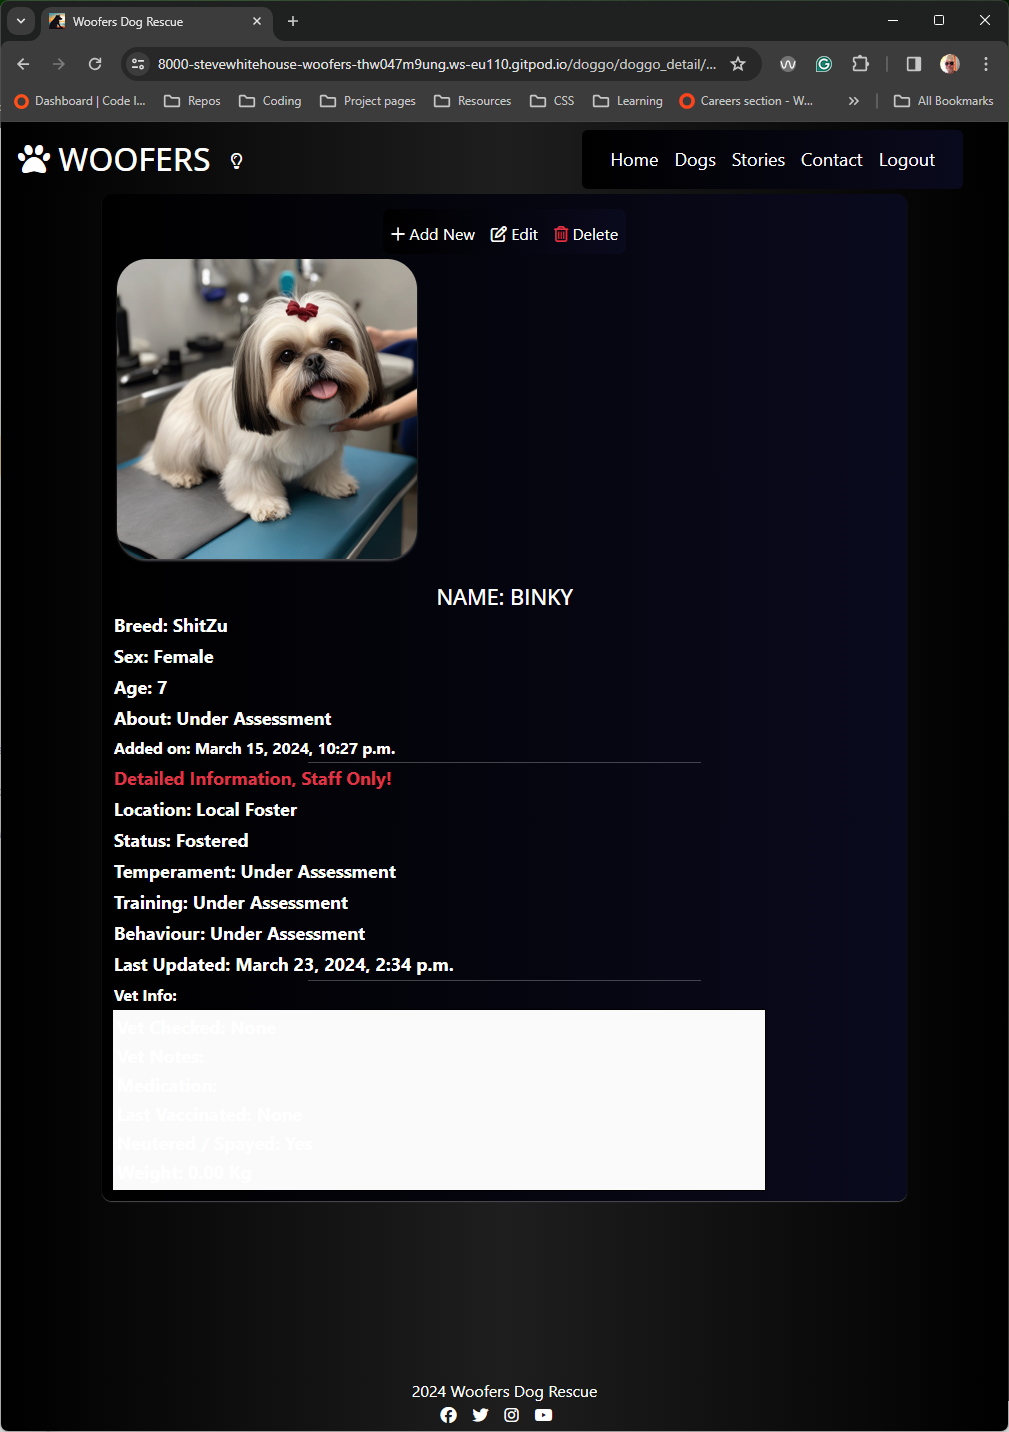 Woofers Dog Rescue
8000-stevewhitehouse-woofers-thw047m9ung.ws-eu110.gitpod.io/doggo/doggo_detail/...
Dashboard | Code I... Repos Coding Project pages Resources CSS Learning Careers section - W... All Bookmarks
WOOFERS Home Dogs Stories Contact Logout
Add New Edit Delete
NAME: BINKY
Breed: ShitZu
Sex: Female
Age: 7
About: Under Assessment
Added on: March 15, 2024, 10:27 p.m.
Detailed Information, Staff Only!
Location: Local Foster
Status: Fostered
Temperament: Under Assessment
Training: Under Assessment
Behaviour: Under Assessment
Last Updated: March 23, 2024, 2:34 p.m.
Vet Info:
Vet Checked: None
Vet Notes:
Medication:
Last Vaccinated: None
Neutered / Spayed: Yes
Weight: 0.00 Kg
2024 Woofers Dog Rescue